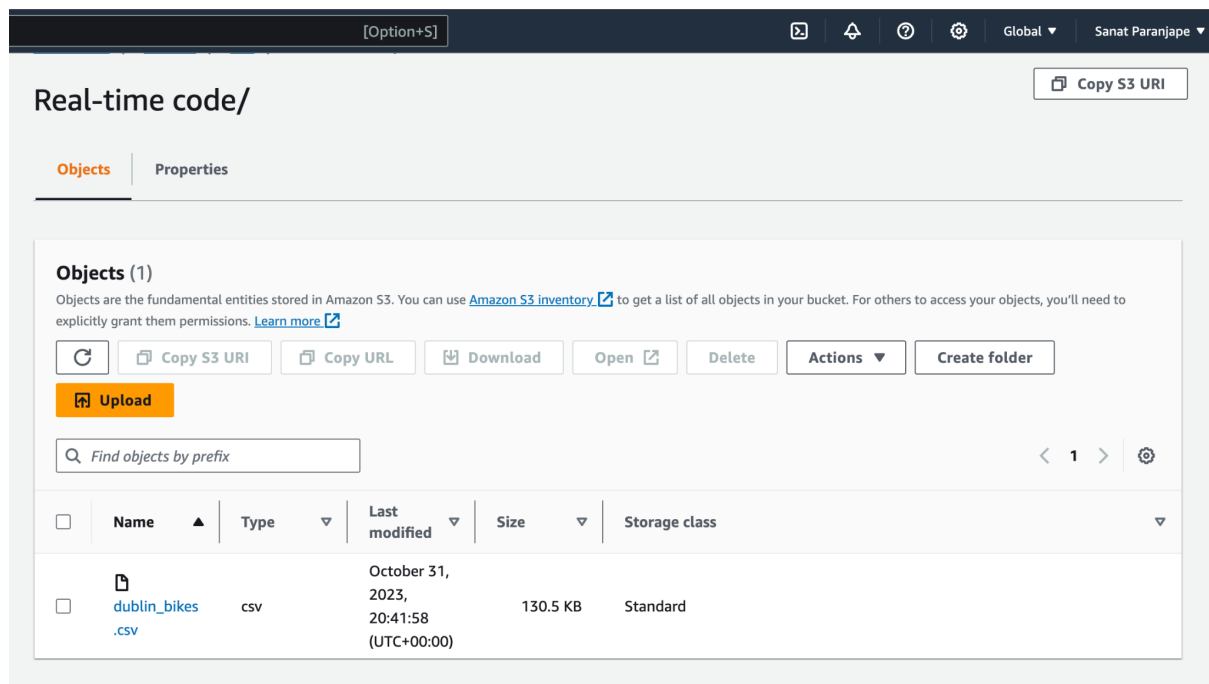 [Option+S]
Global ▼
Sanat Paranjape ▼
Real-time code/
Copy S3 URI
Objects
Properties
Objects (1)
Objects are the fundamental entities stored in Amazon S3. You can use Amazon S3 inventory to get a list of all objects in your bucket. For others to access your objects, you’ll need to
explicitly grant them permissions. Learn more
Copy S3 URI
Copy URL
Download
Open
Delete
Actions ▼
Create folder
Upload
Find objects by prefix
1
Name
Type
Last
modified
Size
Storage class
dublin_bikes
.csv
csv
October 31,
2023,
20:41:58
(UTC+00:00)
130.5 KB
Standard